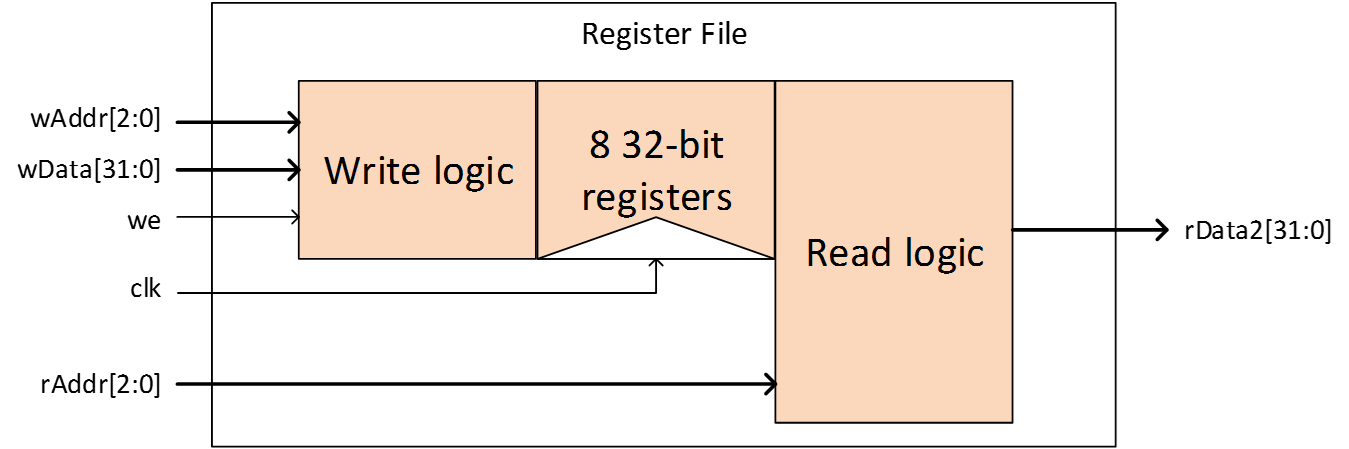 Register File
wAddr[2:0]
wData[31:0]
we
clk
rAddr[2:0]
Write logic
8 32-bit
registers
Read logic
rData2[31:0]